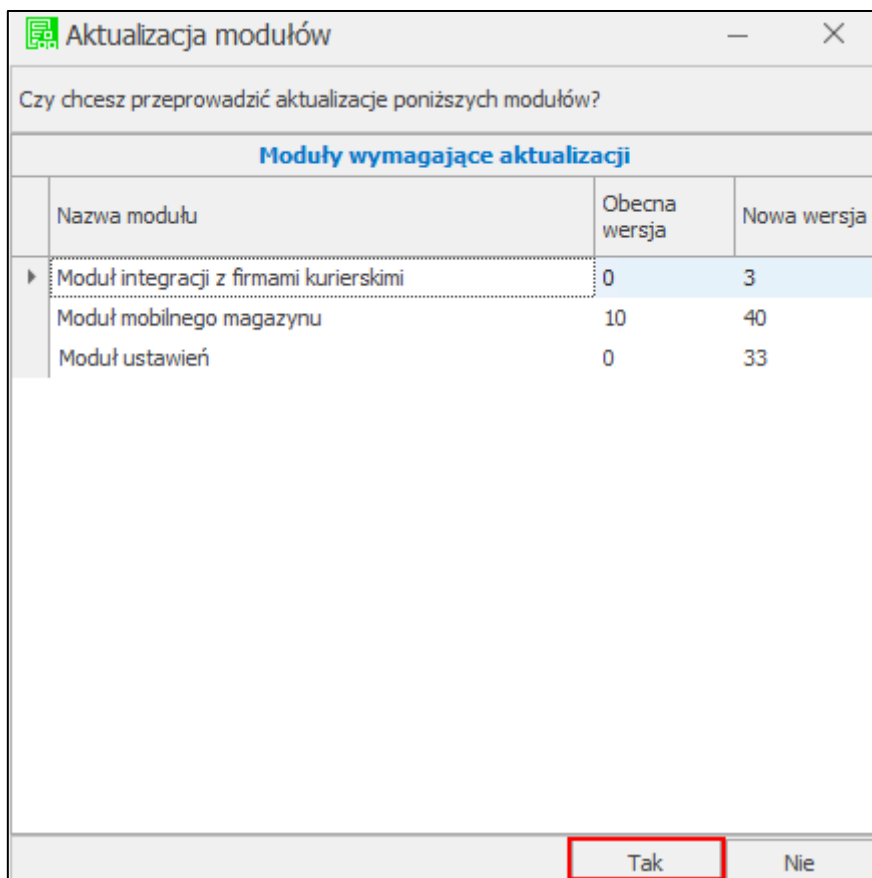 Aktualizacja modułów
Czy chcesz przeprowadzić aktualizacje poniższych modułów?
Moduły wymagające aktualizacji
Nazwa modułu Obecna wersja Nowa wersja
Moduł integracji z firmami kurierskimi 0 3
Moduł mobilnego magazynu 10 40
Moduł ustawień 0 33
Tak Nie